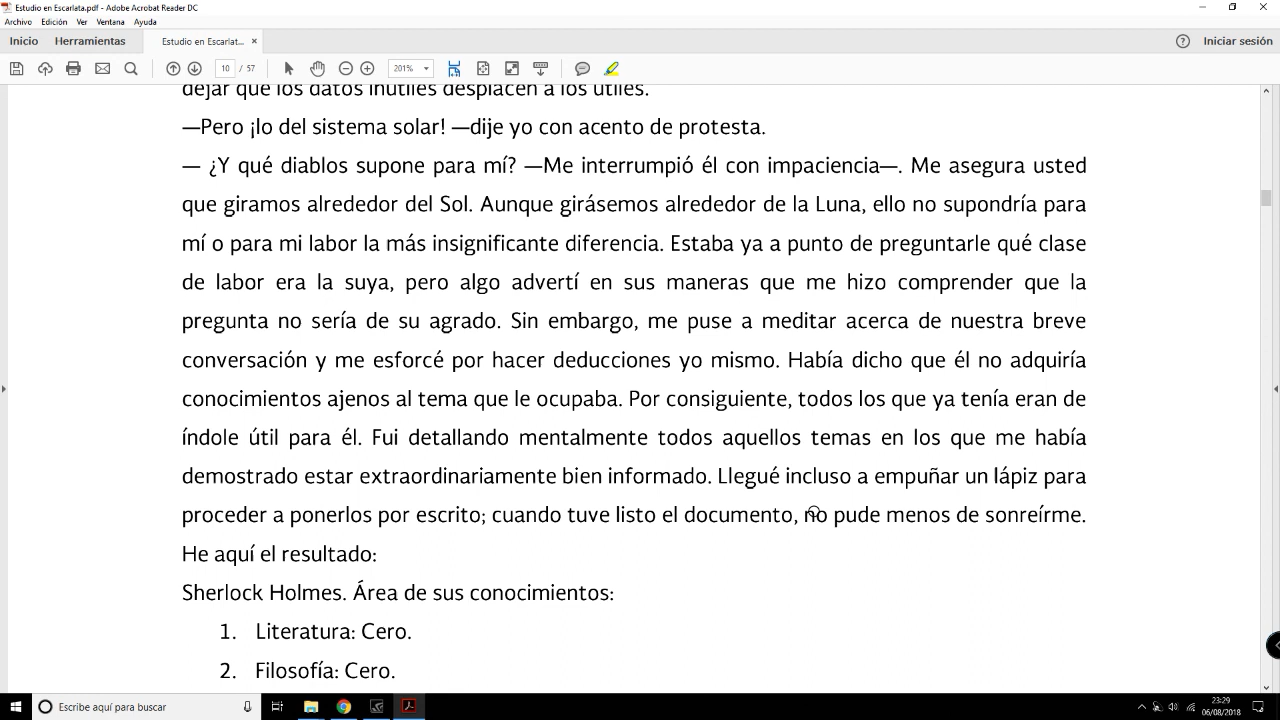 Estudio en Escarlata.pdf - Adobe Acrobat Reader DC
Archivo Edición Ver Ventana Ayuda
Inicio Herramientas Estudio en Escarlat... × Iniciar sesión
10 / 57 201%
dejar que los datos inútiles desplacen a los útiles.
—Pero ¡lo del sistema solar! —dije yo con acento de protesta.
— ¿Y qué diablos supone para mí? —Me interrumpió él con impaciencia—. Me asegura usted
que giramos alrededor del Sol. Aunque girásemos alrededor de la Luna, ello no supondría para
mí o para mi labor la más insignificante diferencia. Estaba ya a punto de preguntarle qué clase
de labor era la suya, pero algo advertí en sus maneras que me hizo comprender que la
pregunta no sería de su agrado. Sin embargo, me puse a meditar acerca de nuestra breve
conversación y me esforcé por hacer deducciones yo mismo. Había dicho que él no adquiría
conocimientos ajenos al tema que le ocupaba. Por consiguiente, todos los que ya tenía eran de
índole útil para él. Fui detallando mentalmente todos aquellos temas en los que me había
demostrado estar extraordinariamente bien informado. Llegué incluso a empuñar un lápiz para
proceder a ponerlos por escrito; cuando tuve listo el documento, no pude menos de sonreírme.
He aquí el resultado:
Sherlock Holmes. Área de sus conocimientos:
1. Literatura: Cero.
2. Filosofía: Cero.
Escribe aquí para buscar
23:29
06/08/2018